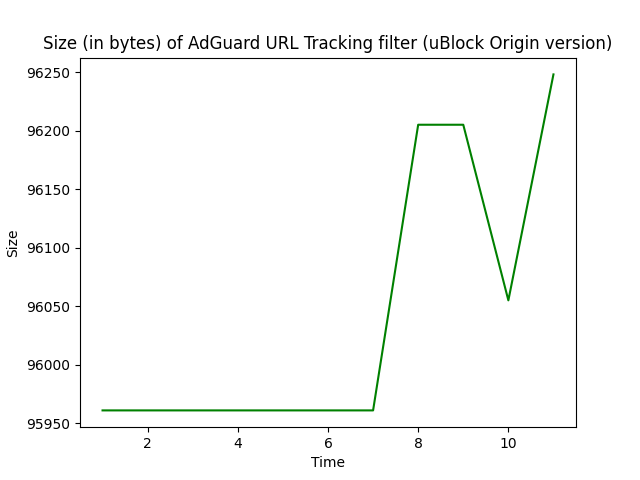 Size (in bytes) of AdGuard URL Tracking filter (uBlock Origin version)
96250
96200
96150
96100
96050
96000
95950
Size
2 4 6 8 10
Time